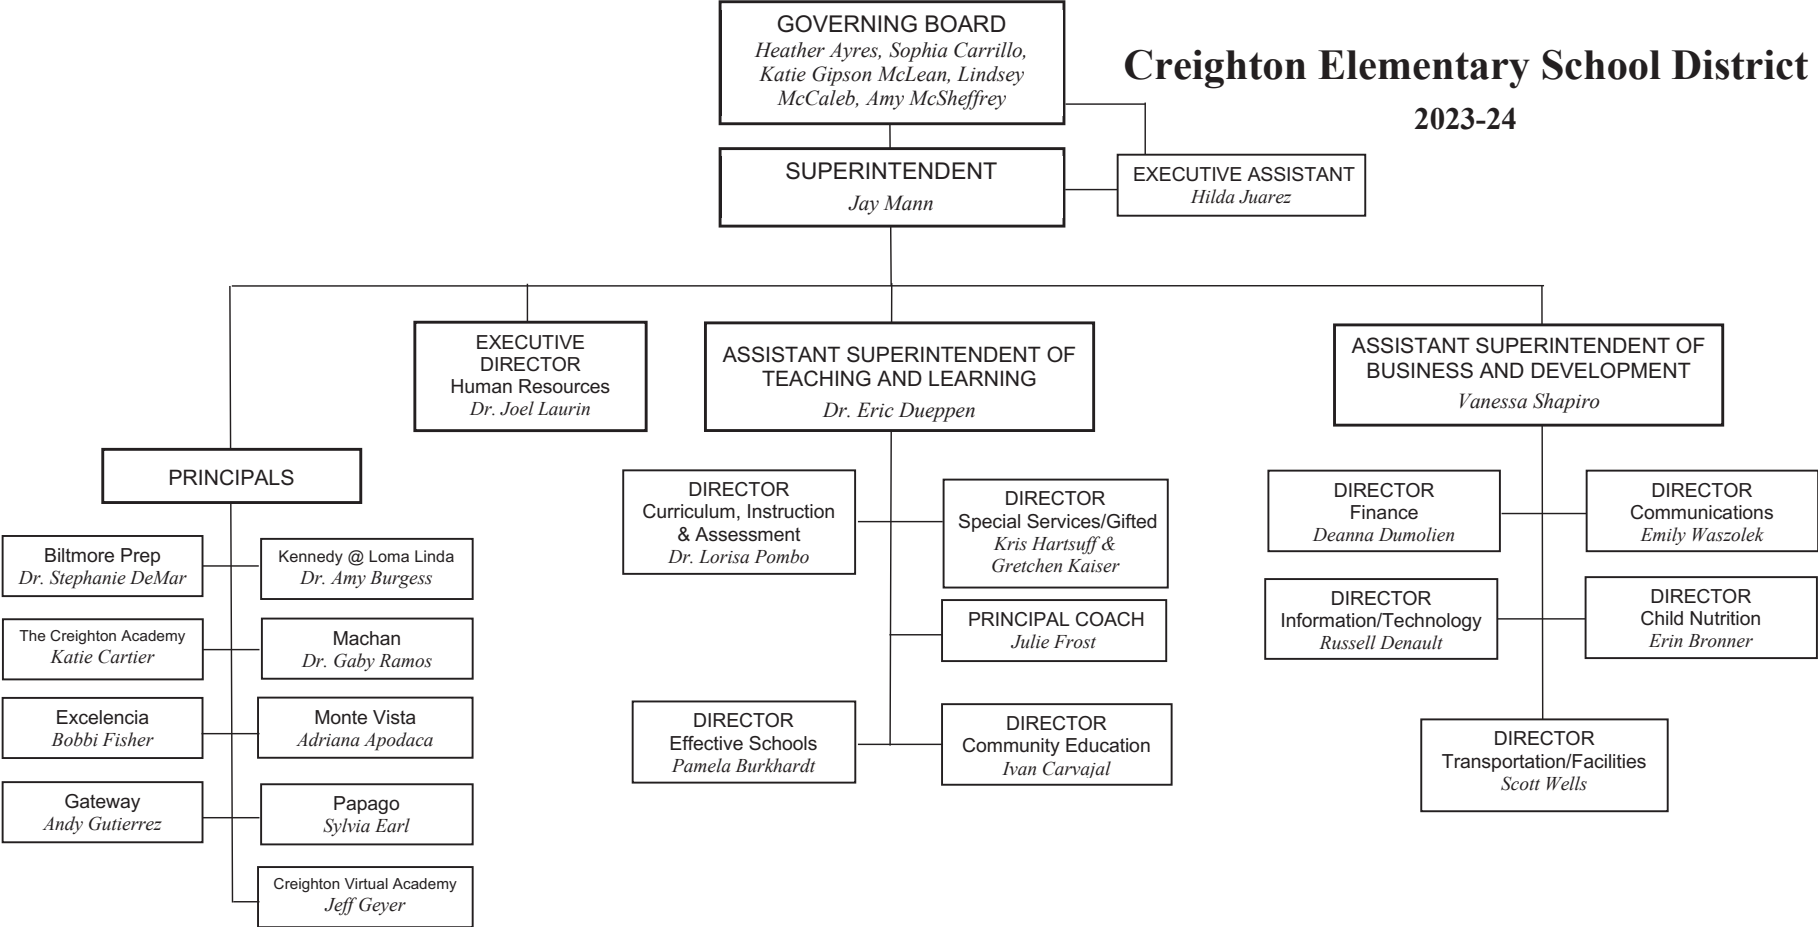 GOVERNING BOARD
Heather Ayres, Sophia Carrillo,
Katie Gipson McLean, Lindsey
McCaleb, Amy McSheffrey
Creighton Elementary School District
2023-24
SUPERINTENDENT
Jay Mann
EXECUTIVE ASSISTANT
Hilda Juarez
EXECUTIVE
DIRECTOR
Human Resources
Dr. Joel Laurin
ASSISTANT SUPERINTENDENT OF
TEACHING AND LEARNING
Dr. Eric Dueppen
ASSISTANT SUPERINTENDENT OF
BUSINESS AND DEVELOPMENT
Vanessa Shapiro
PRINCIPALS
Biltmore Prep
Dr. Stephanie DeMar
Kennedy @ Loma Linda
Dr. Amy Burgess
The Creighton Academy
Katie Cartier
Machan
Dr. Gaby Ramos
Excelencia
Bobbi Fisher
Monte Vista
Adriana Apodaca
Gateway
Andy Gutierrez
Papago
Sylvia Earl
Creighton Virtual Academy
Jeff Geyer
DIRECTOR
Curriculum, Instruction
& Assessment
Dr. Lorisa Pombo
DIRECTOR
Special Services/Gifted
Kris Hartsuff &
Gretchen Kaiser
PRINCIPAL COACH
Julie Frost
DIRECTOR
Effective Schools
Pamela Burkhardt
DIRECTOR
Community Education
Ivan Carvajal
DIRECTOR
Finance
Deanna Dumolien
DIRECTOR
Communications
Emily Waszolek
DIRECTOR
Information/Technology
Russell Denault
DIRECTOR
Child Nutrition
Erin Bronner
DIRECTOR
Transportation/Facilities
Scott Wells